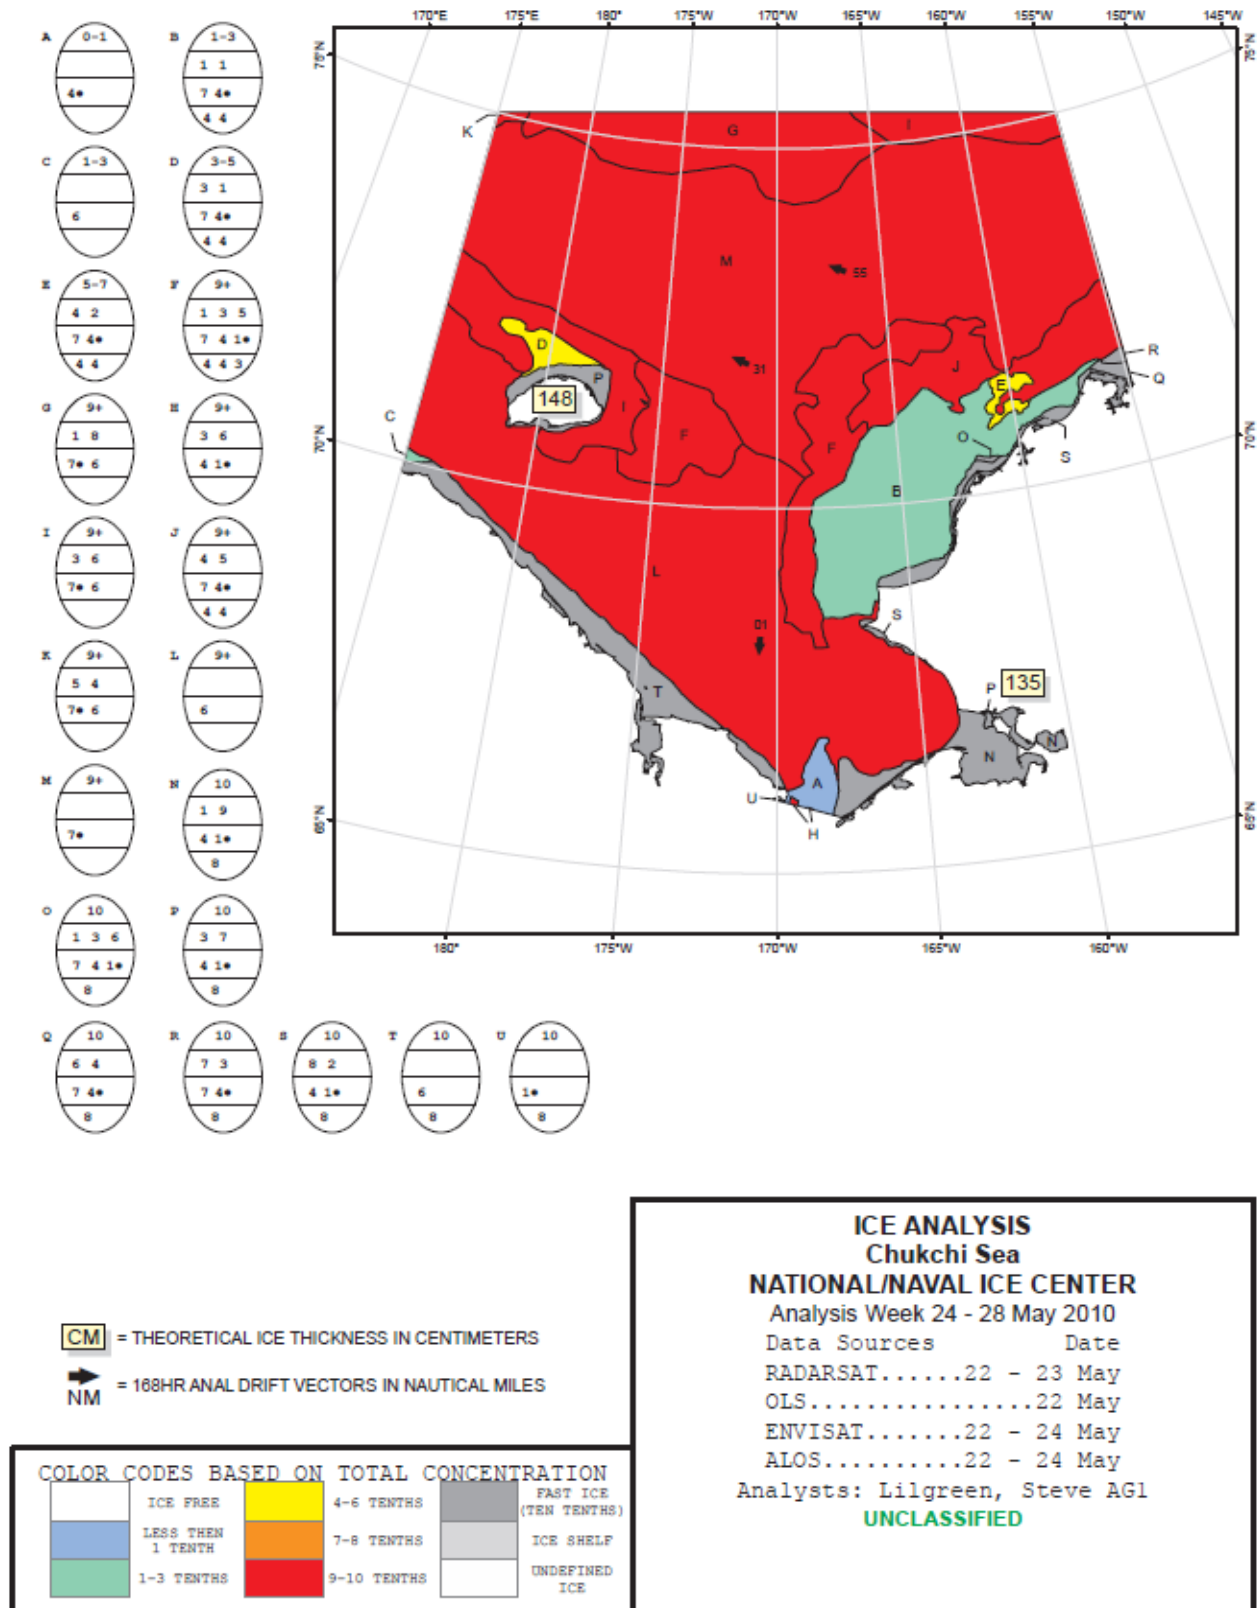 170°E 175°E 180° 170°W 165°W 160°W 155°W 150°W 145°W
75°N 75°N
70°N 70°N
65°N 65°N
180° 175°W 170°W 165°W 160°W
A 0-1
4•
B 1-3
1 1
7 4•
4 4
C 1-3
6
D 3-5
3 1
7 4•
4 4
E 5-7
4 2
7 4•
4 4
F 9+
1 3 5
7 4 1•
4 4 3
G 9+
1 8
7• 6
H 9+
3 6
4 1•
I 9+
3 6
7• 6
J 9+
4 5
7 4•
4 4
K 9+
5 4
7• 6
L 9+
6
M 9+
7•
N 10
1 9
4 1•
8
O 10
1 3 6
7 4 1•
8
P 10
3 7
4 1•
8
Q 10
6 4
7 4•
8
R 10
7 3
7 4•
8
S 10
8 2
4 1•
8
T 10
6
8
U 10
1•
8
K
G
I
M
55
D
P
148
I
31
J
E
R
Q
C
F
F
O
S
B
L
01
S
T
P
135
N
N
A
U
H
CM = THEORETICAL ICE THICKNESS IN CENTIMETERS
NM = 168HR ANAL DRIFT VECTORS IN NAUTICAL MILES
COLOR CODES BASED ON TOTAL CONCENTRATION
ICE FREE
LESS THEN
1 TENTH
1-3 TENTHS
4-6 TENTHS
7-8 TENTHS
9-10 TENTHS
FAST ICE
(TEN TENTHS)
ICE SHELF
UNDEFINED
ICE
ICE ANALYSIS
Chukchi Sea
NATIONAL/NAVAL ICE CENTER
Analysis Week 24 - 28 May 2010
Data Sources Date
RADARSAT......22 - 23 May
OLS................22 May
ENVISAT.......22 - 24 May
ALOS..........22 - 24 May
Analysts: Lilgreen, Steve AG1
UNCLASSIFIED